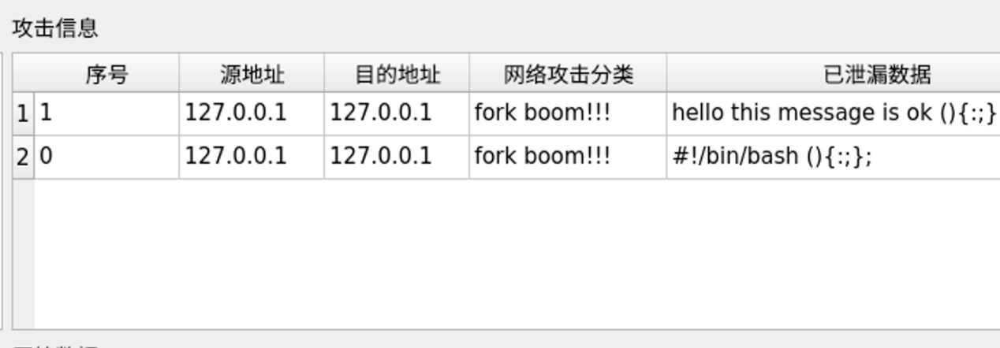 攻击信息
序号 源地址 目的地址 网络攻击分类 已泄漏数据
1 1 127.0.0.1 127.0.0.1 fork boom!!! hello this message is ok (){:;}
2 0 127.0.0.1 127.0.0.1 fork boom!!! #!/bin/bash (){:;};